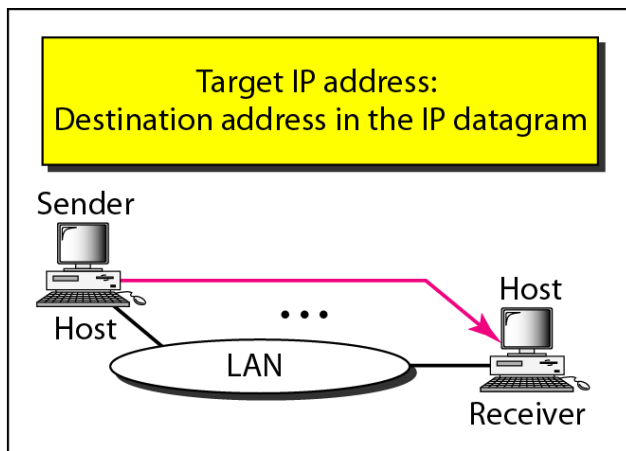 Target IP address:
Destination address in the IP datagram
Sender
Host
Host
• • •
LAN
Receiver